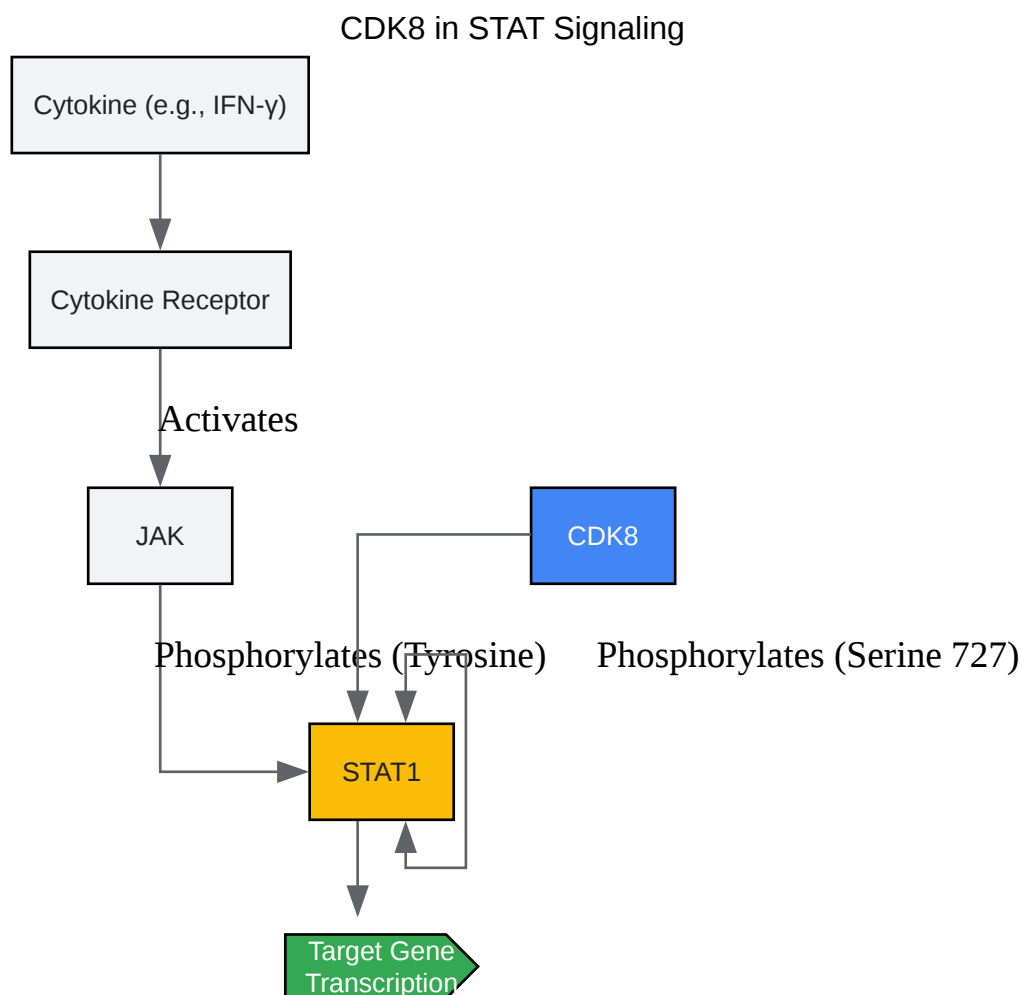 CDK8 in STAT Signaling
Cytokine (e.g., IFN-γ)
Cytokine Receptor
Activates
JAK
CDK8
Phosphorylates (Tyrosine)
Phosphorylates (Serine 727)
STAT1
Target Gene
Transcription